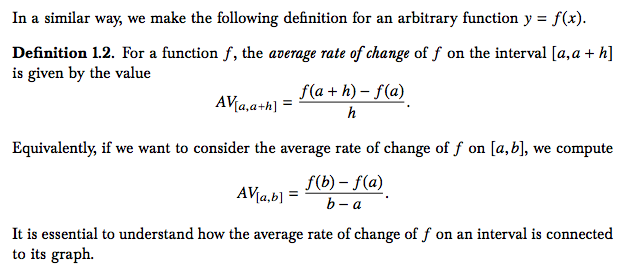 In a similar way, we make the following definition for an arbitrary function y = f(x).
Definition 1.2. For a function f, the average rate of change of f on the interval [a, a + h]
is given by the value
AV[a,a+h] = f(a + h) − f(a) / h .
Equivalently, if we want to consider the average rate of change of f on [a, b], we compute
AV[a,b] = f(b) − f(a) / b − a .
It is essential to understand how the average rate of change of f on an interval is connected
to its graph.